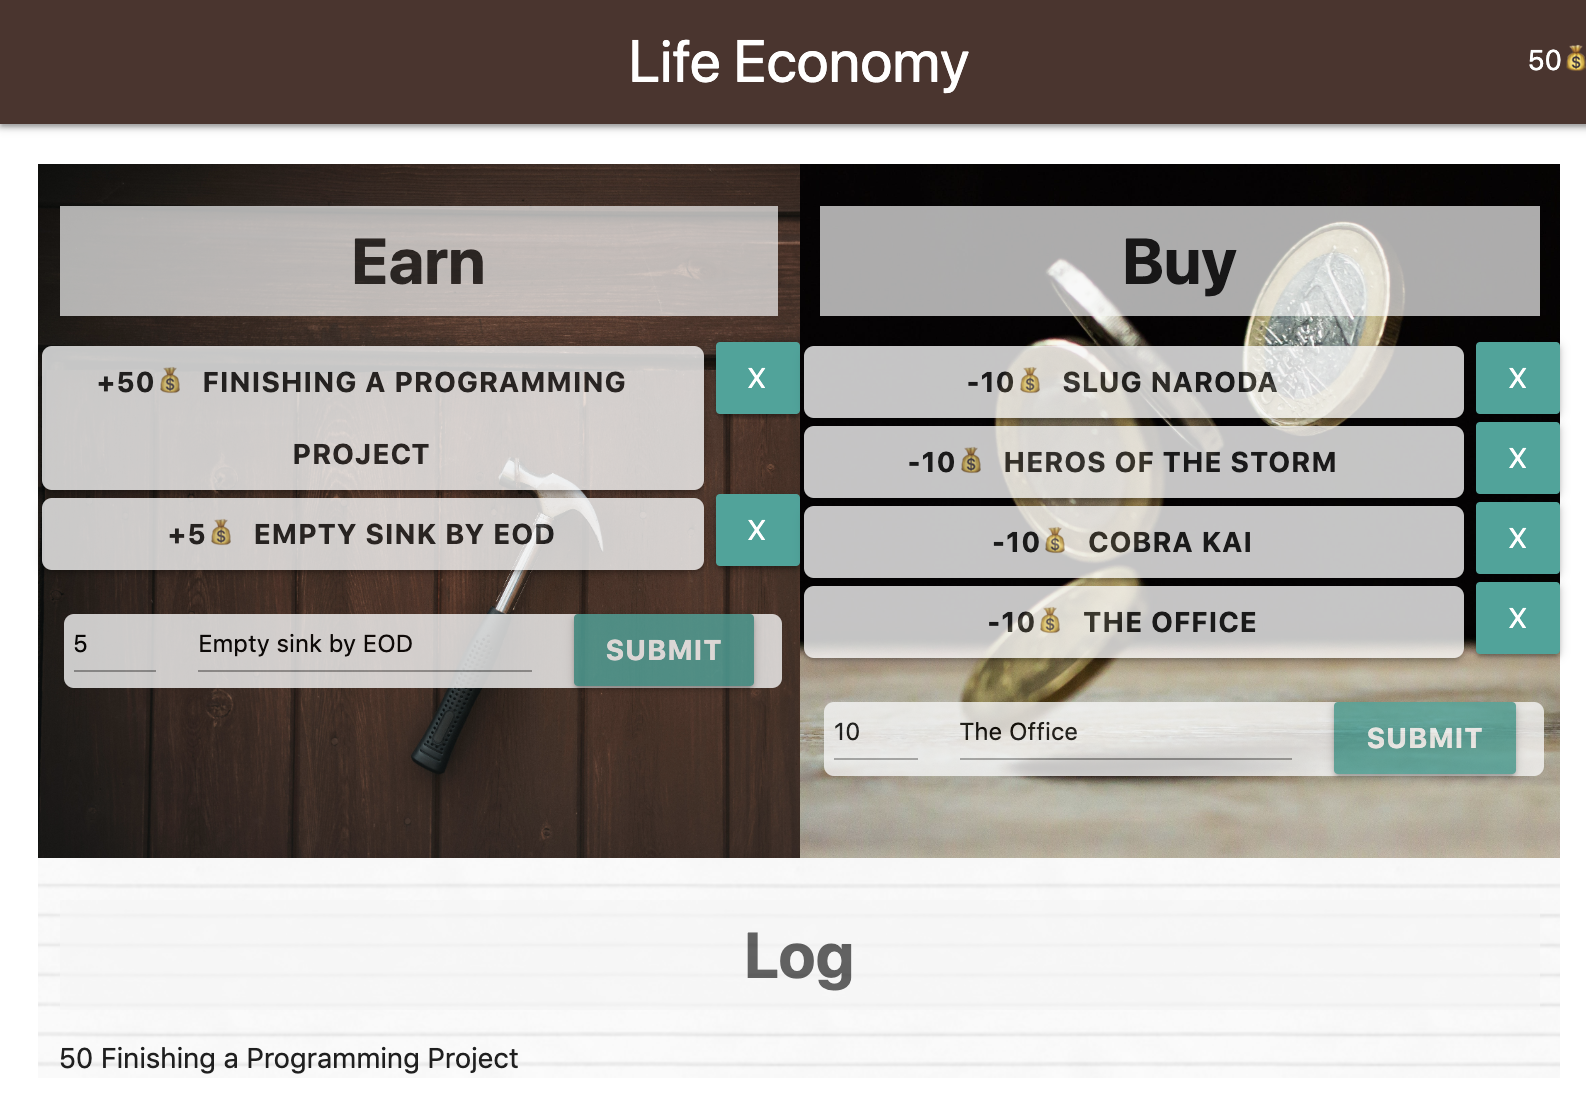 Life Economy
50💰
Earn
+50💰 FINISHING A PROGRAMMING
PROJECT
X
+5💰 EMPTY SINK BY EOD
X
5
Empty sink by EOD
SUBMIT
Buy
-10💰 SLUG NARODA
X
-10💰 HEROS OF THE STORM
X
-10💰 COBRA KAI
X
-10💰 THE OFFICE
X
10
The Office
SUBMIT
Log
50 Finishing a Programming Project